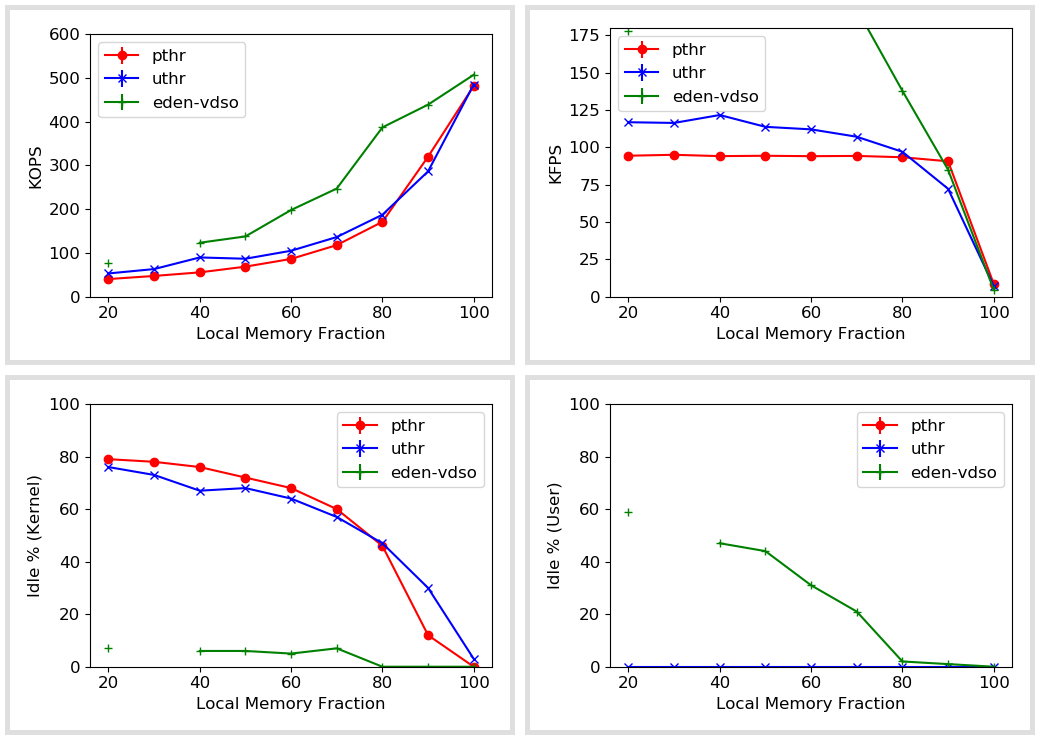 600
500
400
300
200
100
0
KOPS
pthr
uthr
eden-vdso
20 40 60 80 100
Local Memory Fraction
175
150
125
100
75
50
25
0
KFPS
pthr
uthr
eden-vdso
20 40 60 80 100
Local Memory Fraction
100
80
60
40
20
0
Idle % (Kernel)
pthr
uthr
eden-vdso
20 40 60 80 100
Local Memory Fraction
100
80
60
40
20
0
Idle % (User)
pthr
uthr
eden-vdso
20 40 60 80 100
Local Memory Fraction